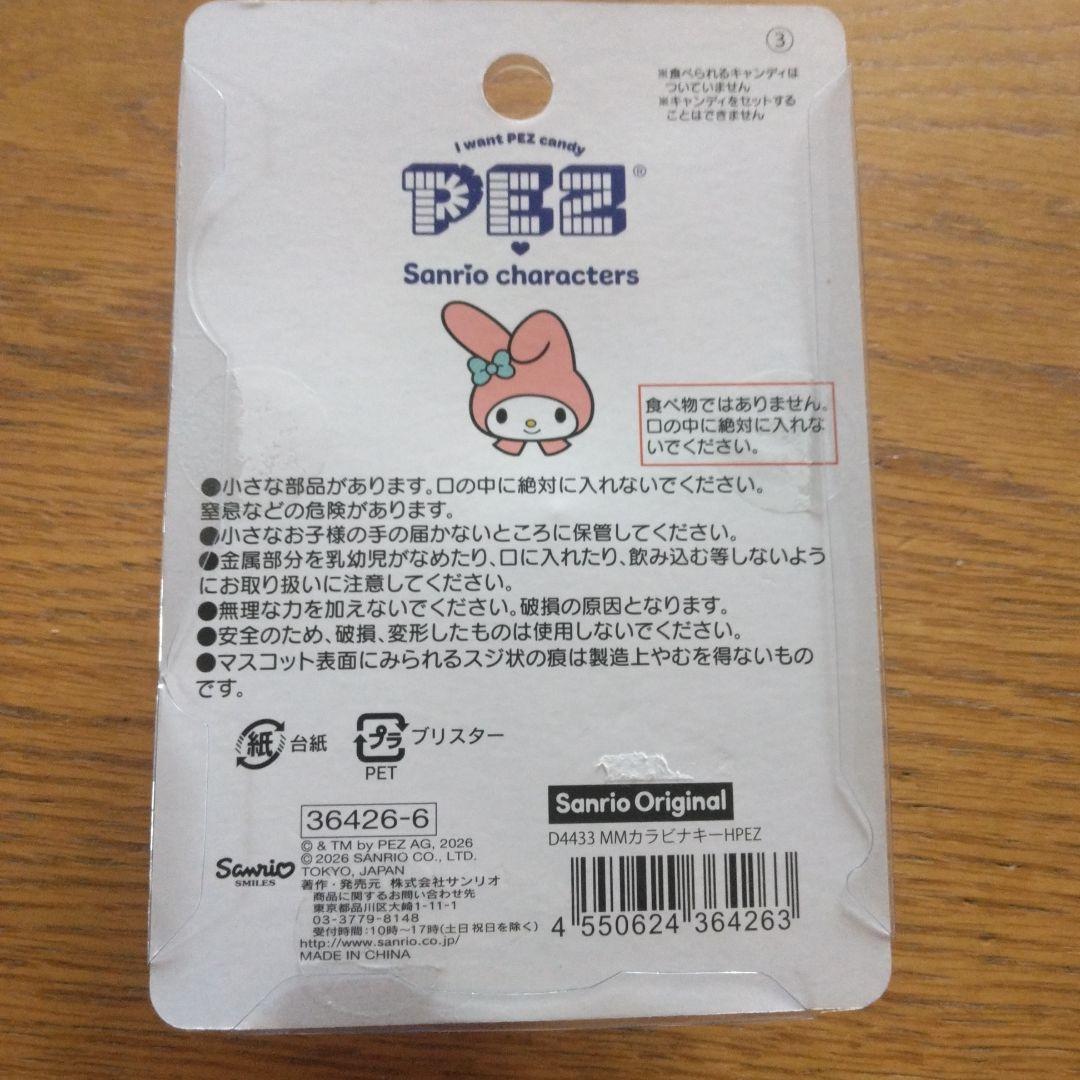 ③
※食べられるキャンディは
ついていません
※キャンディをセットする
ことはできません
I want PEZ candy
PEZ®
Sanrio characters
食べ物ではありません。
口の中に絶対に入れな
いでください。
●小さな部品があります。口の中に絶対に入れないでください。
窒息などの危険があります。
●小さなお子様の手の届かないところに保管してください。
●金属部分を乳幼児がなめたり、口に入れたり、飲み込む等しないよう
にお取り扱いに注意してください。
●無理な力を加えないでください。破損の原因となります。
●安全のため、破損、変形したものは使用しないでください。
●マスコット表面にみられるスジ状の痕は製造上やむを得ないもの
です。
紙 台紙
プラ ブリスター
PET
Sanrio Original
36426-6
D4433 MMカラビナキーHPEZ
© & TM by PEZ AG, 2026
© 2026 SANRIO CO., LTD.
TOKYO, JAPAN
Sanrio
SMILES
著作・発売元 株式会社サンリオ
商品に関するお問い合わせ先
東京都品川区大崎1-11-1
03-3779-8148
受付時間:10時～17時(土日祝日を除く)
http://www.sanrio.co.jp/
MADE IN CHINA
4 550624 364263